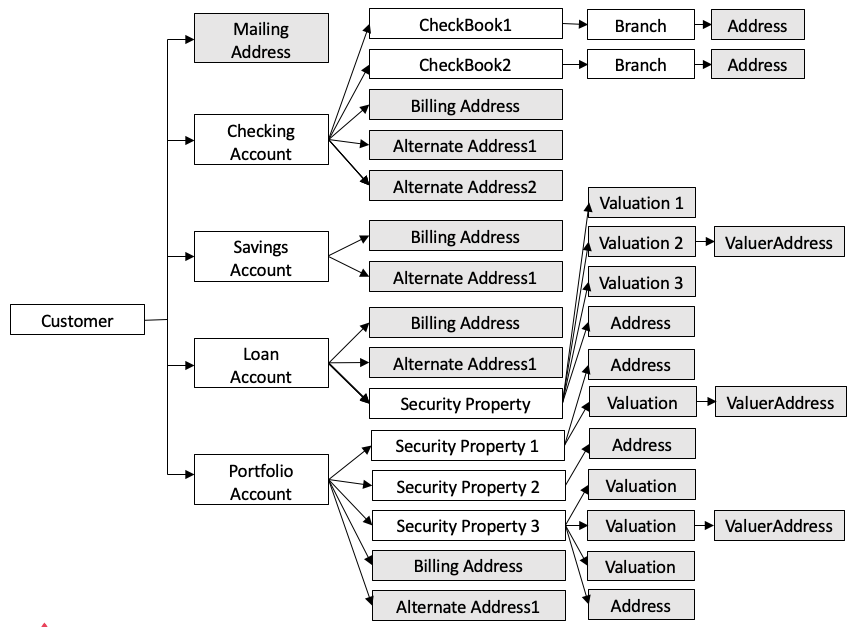 Mailing
Address
CheckBook1
Branch
Address
CheckBook2
Branch
Address
Checking
Account
Billing Address
Alternate Address1
Alternate Address2
Savings
Account
Billing Address
Alternate Address1
Valuation 1
Valuation 2
ValuerAddress
Valuation 3
Address
Customer
Loan
Account
Billing Address
Alternate Address1
Security Property
Address
Valuation
ValuerAddress
Portfolio
Account
Security Property 1
Address
Security Property 2
Valuation
Security Property 3
Valuation
ValuerAddress
Billing Address
Valuation
Alternate Address1
Address